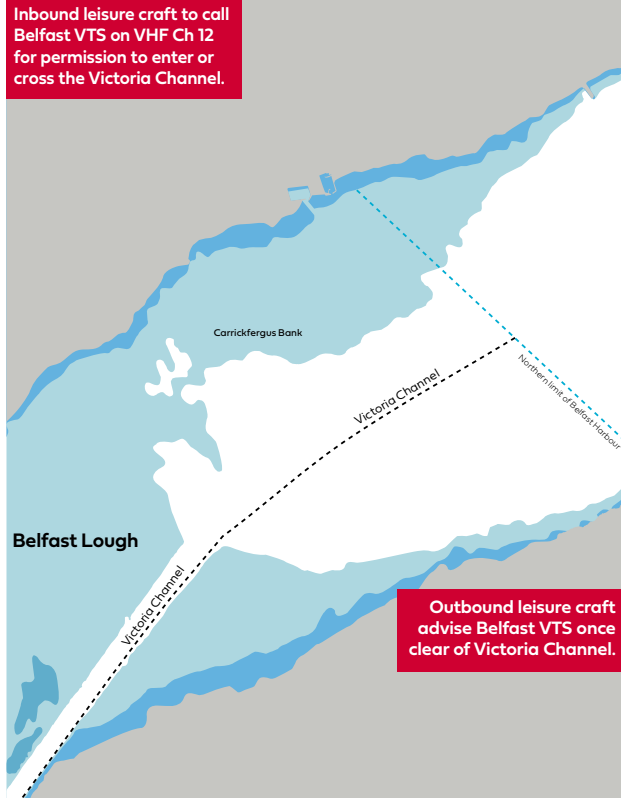 Inbound leisure craft to call
Belfast VTS on VHF Ch 12
for permission to enter or
cross the Victoria Channel.
Carrickfergus Bank
Victoria Channel
Northern limit of Belfast Harbour
Belfast Lough
Victoria Channel
Outbound leisure craft
advise Belfast VTS once
clear of Victoria Channel.